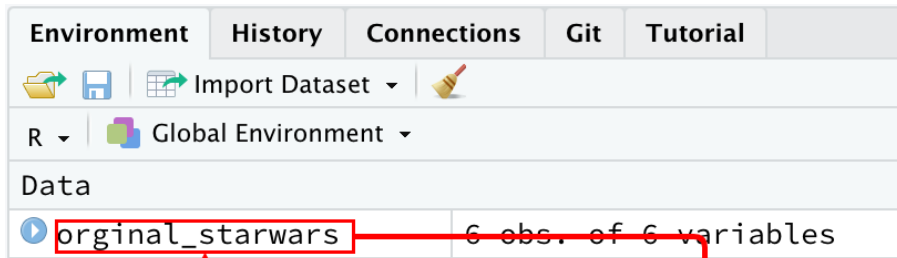 Environment History Connections Git Tutorial
Import Dataset
R Global Environment
Data
orginal_starwars 6 obs. of 6 variables